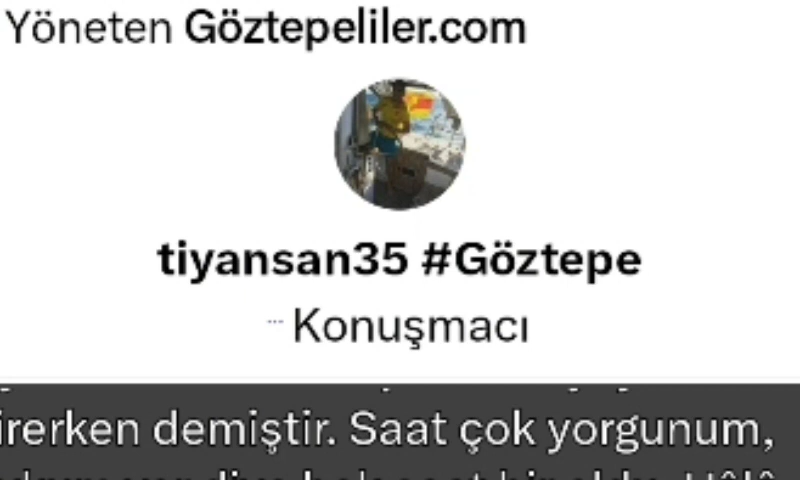 Yöneten Göztepeliler.com
tiyansan35 #Göztepe
Konuşmacı
irerken demiştir. Saat çok yorgunum,